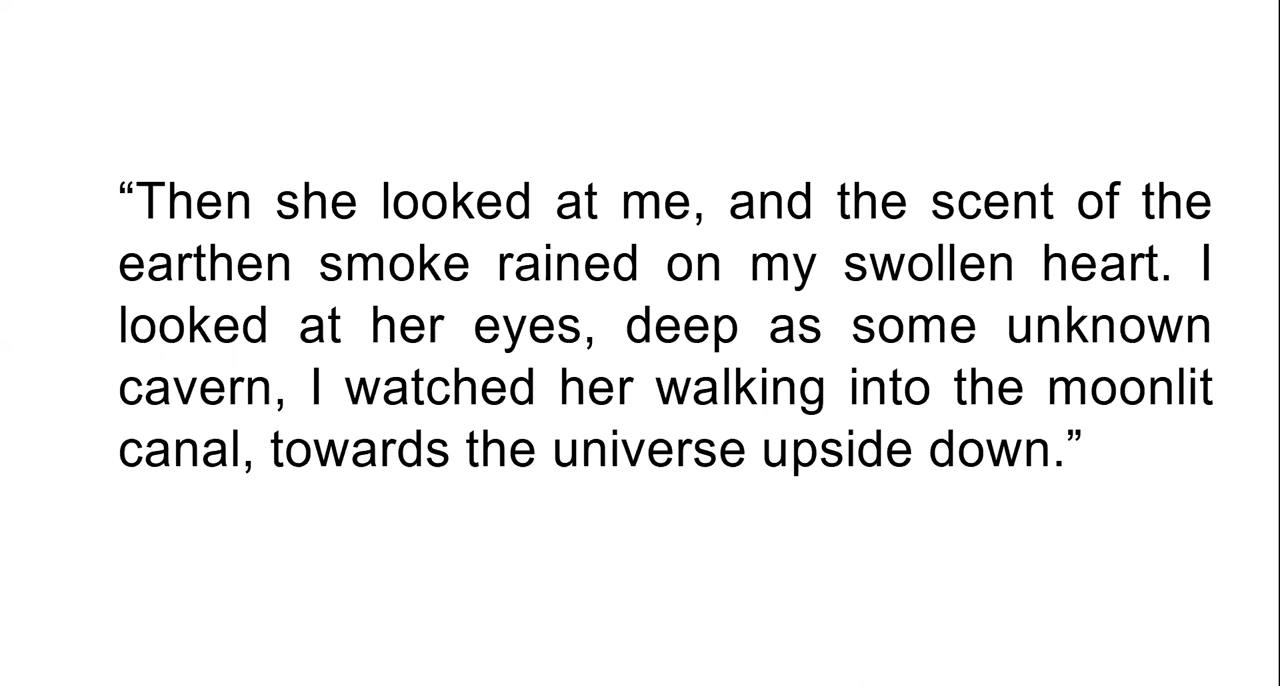 “Then she looked at me, and the scent of the
earthen smoke rained on my swollen heart. I
looked at her eyes, deep as some unknown
cavern, I watched her walking into the moonlit
canal, towards the universe upside down.”